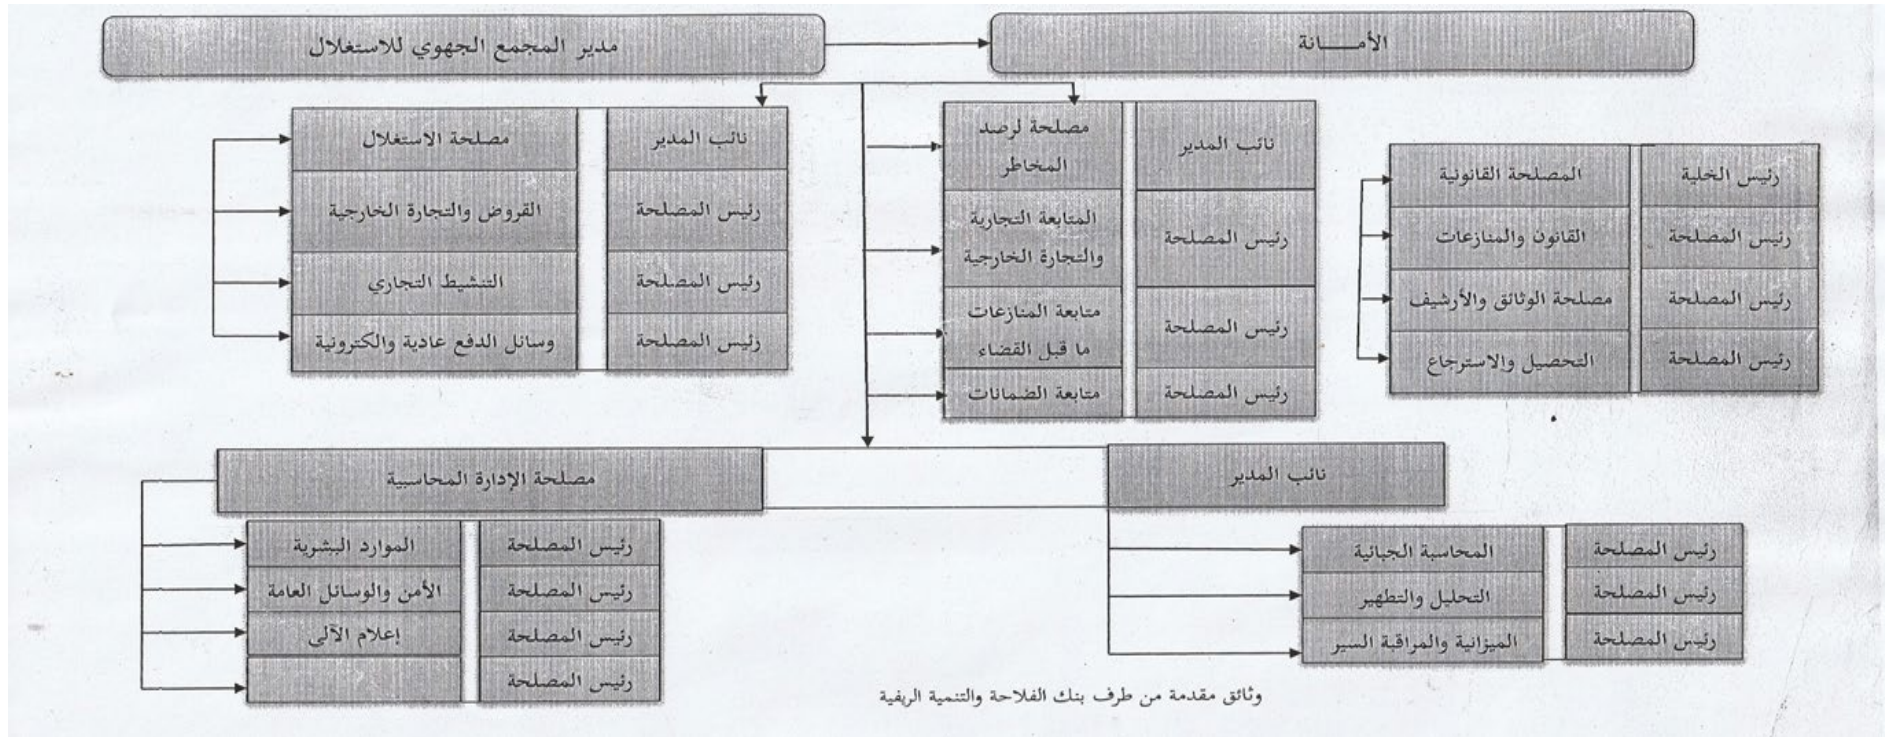 الأمـــــانة
مدير المجمع الجهوي للاستغلال
رئيس الخلية
المصلحة القانونية
رئيس المصلحة
القانون والمنازعات
رئيس المصلحة
مصلحة الوثائق والأرشيف
رئيس المصلحة
التحصيل والاسترجاع
نائب المدير
مصلحة لرصد
المخاطر
رئيس المصلحة
المتابعة التجارية
والتجارة الخارجية
رئيس المصلحة
متابعة المنازعات
ما قبل القضاء
رئيس المصلحة
متابعة الضمانات
نائب المدير
مصلحة الاستغلال
رئيس المصلحة
القروض والتجارة الخارجية
رئيس المصلحة
التنشيط التجاري
رئيس المصلحة
وسائل الدفع عادية والكترونية
نائب المدير
مصلحة الإدارة المحاسبية
رئيس المصلحة
المحاسبة الجبائية
رئيس المصلحة
التحليل والتطهير
رئيس المصلحة
الميزانية والمراقبة السير
رئيس المصلحة
الموارد البشرية
رئيس المصلحة
الأمن والوسائل العامة
رئيس المصلحة
إعلام الآلى
رئيس المصلحة
وثائق مقدمة من طرف بنك الفلاحة والتنمية الريفية